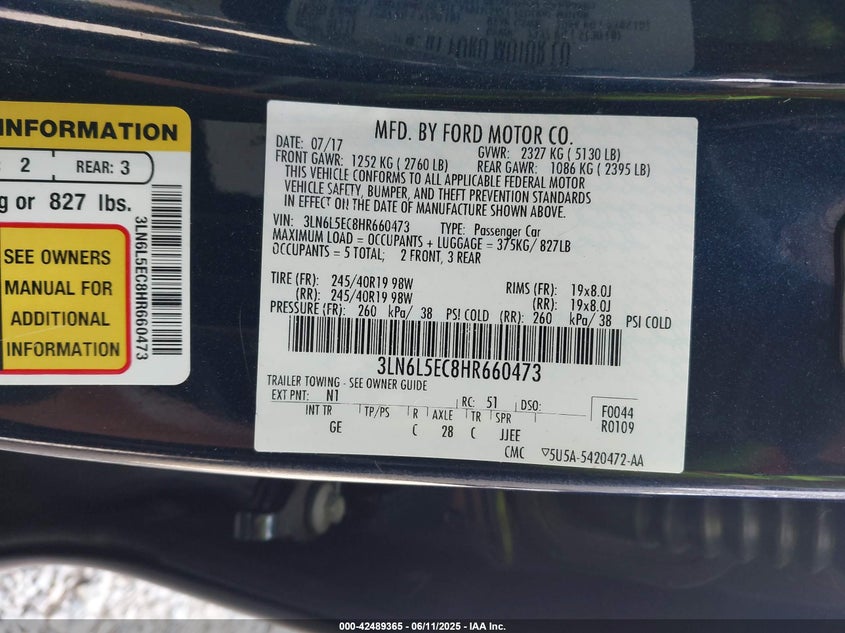 INFORMATION
2 REAR: 3
g or 827 lbs.
SEE OWNERS
MANUAL FOR
ADDITIONAL
INFORMATION
3LN6L5EC8HR660473
MFD. BY FORD MOTOR CO.
DATE: 07/17 GVWR: 2327 KG ( 5130 LB)
FRONT GAWR: 1252 KG ( 2760 LB) REAR GAWR: 1086 KG ( 2395 LB)
THIS VEHICLE CONFORMS TO ALL APPLICABLE FEDERAL MOTOR
VEHICLE SAFETY, BUMPER, AND THEFT PREVENTION STANDARDS
IN EFFECT ON THE DATE OF MANUFACTURE SHOWN ABOVE.
VIN: 3LN6L5EC8HR660473 TYPE: Passenger Car
MAXIMUM LOAD = OCCUPANTS + LUGGAGE = 375KG/ 827LB
OCCUPANTS = 5 TOTAL; 2 FRONT, 3 REAR
TIRE (FR): 245/40R19 98W RIMS (FR): 19x8.0J
(RR): 245/40R19 98W (RR): 19x8.0J
PRESSURE (FR): 260 kPa/ 38 PSI COLD (RR): 260 kPa/ 38 PSI COLD
3LN6L5EC8HR660473
TRAILER TOWING - SEE OWNER GUIDE
EXT PNT: N1 RC: 51 DSO:
INT TR TP/PS R AXLE TR SPR
GE C 28 C JJEE
F0044
R0109
CMC ▽5U5A-5420472-AA
000-42489365 - 06/11/2025 - IAA Inc.